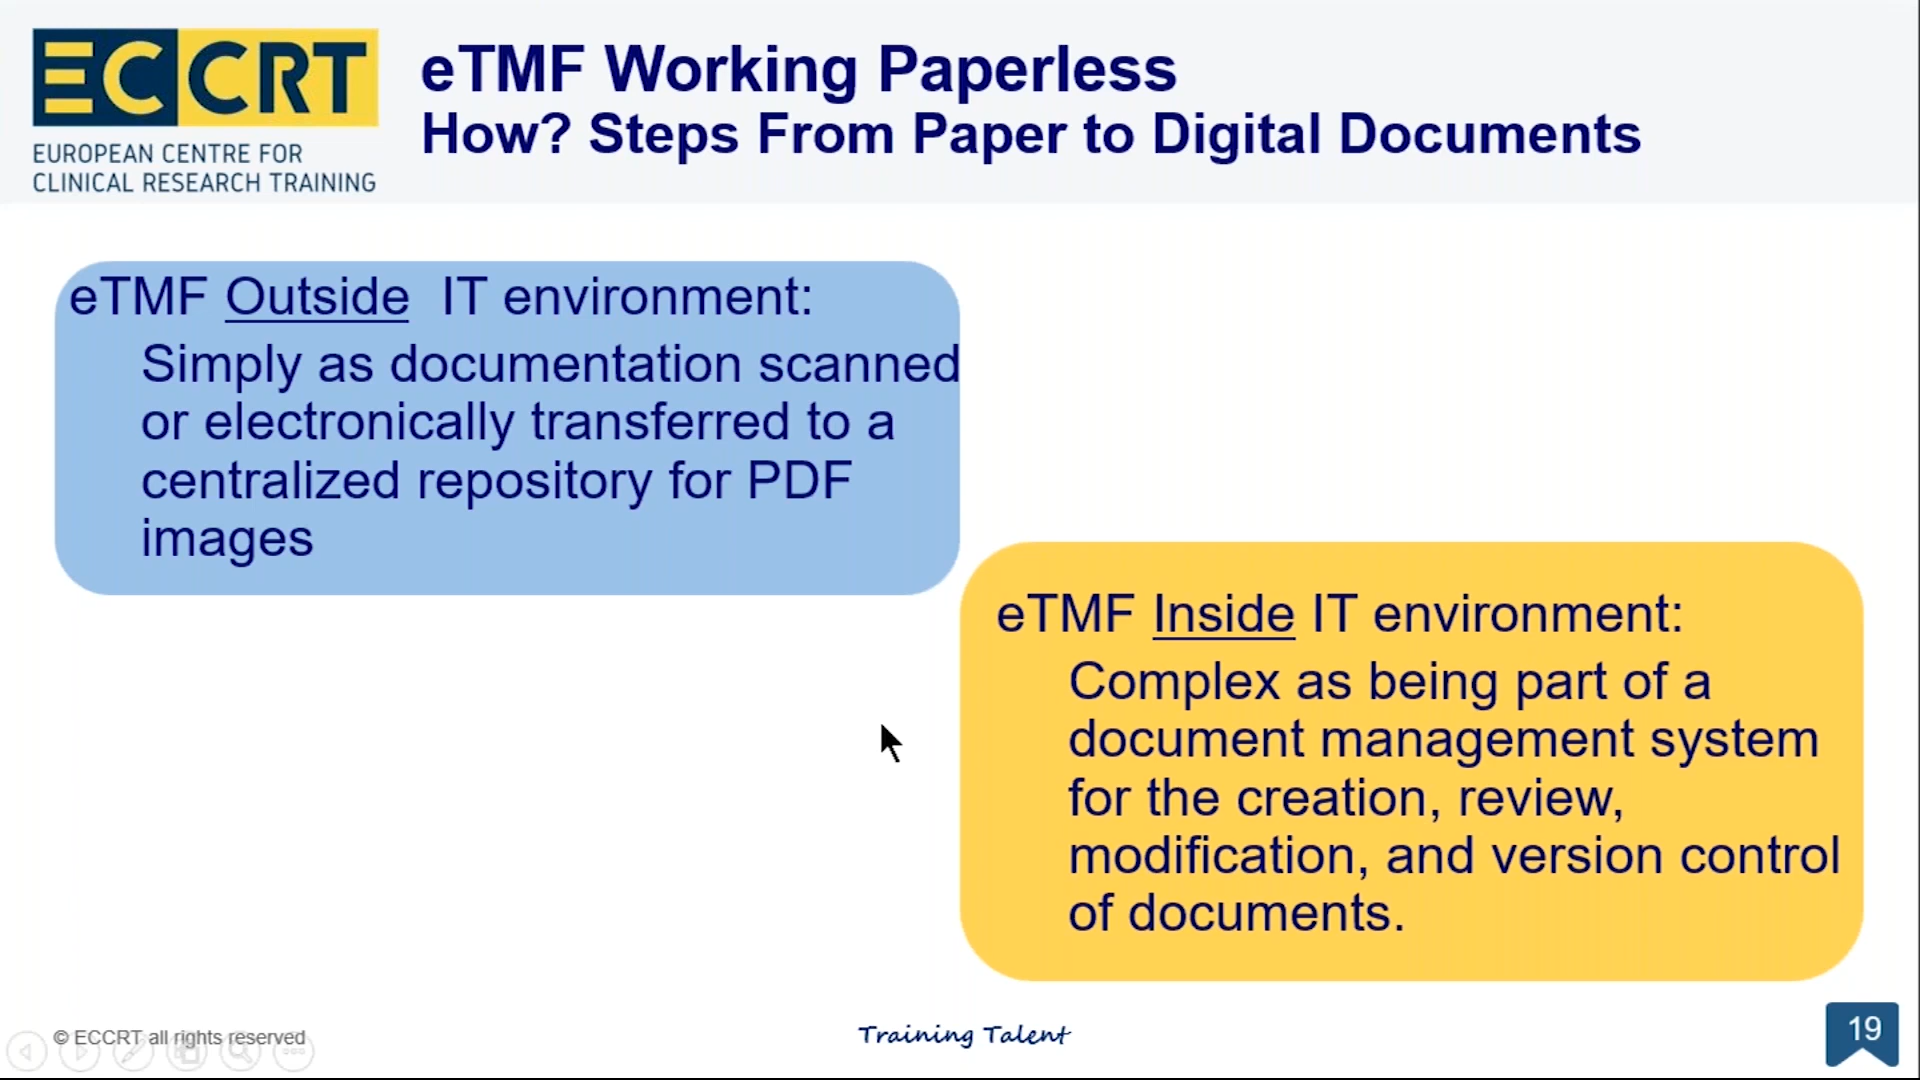 ECCRT
EUROPEAN CENTRE FOR
CLINICAL RESEARCH TRAINING
eTMF Working Paperless
How? Steps From Paper to Digital Documents
eTMF Outside IT environment:
Simply as documentation scanned
or electronically transferred to a
centralized repository for PDF
images
eTMF Inside IT environment:
Complex as being part of a
document management system
for the creation, review,
modification, and version control
of documents.
© ECCRT all rights reserved
Training Talent
19